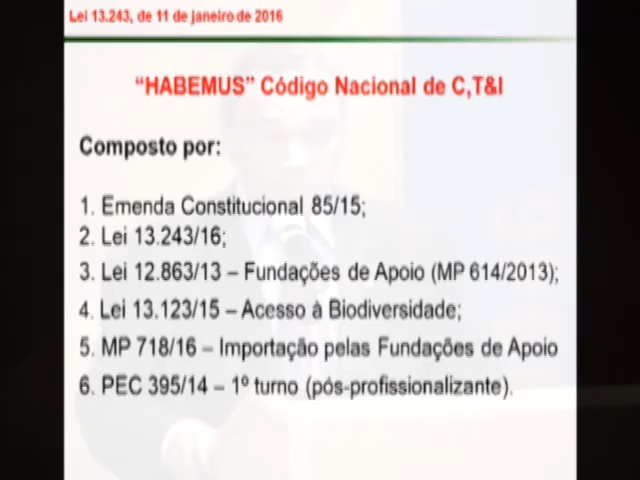 Lei 13.243, de 11 de janeiro de 2016
“HABEMUS” Código Nacional de C,T&I
Composto por:
1. Emenda Constitucional 85/15;
2. Lei 13.243/16;
3. Lei 12.863/13 – Fundações de Apoio (MP 614/2013);
4. Lei 13.123/15 – Acesso à Biodiversidade;
5. MP 718/16 – Importação pelas Fundações de Apoio
6. PEC 395/14 – 1º turno (pós-profissionalizante).